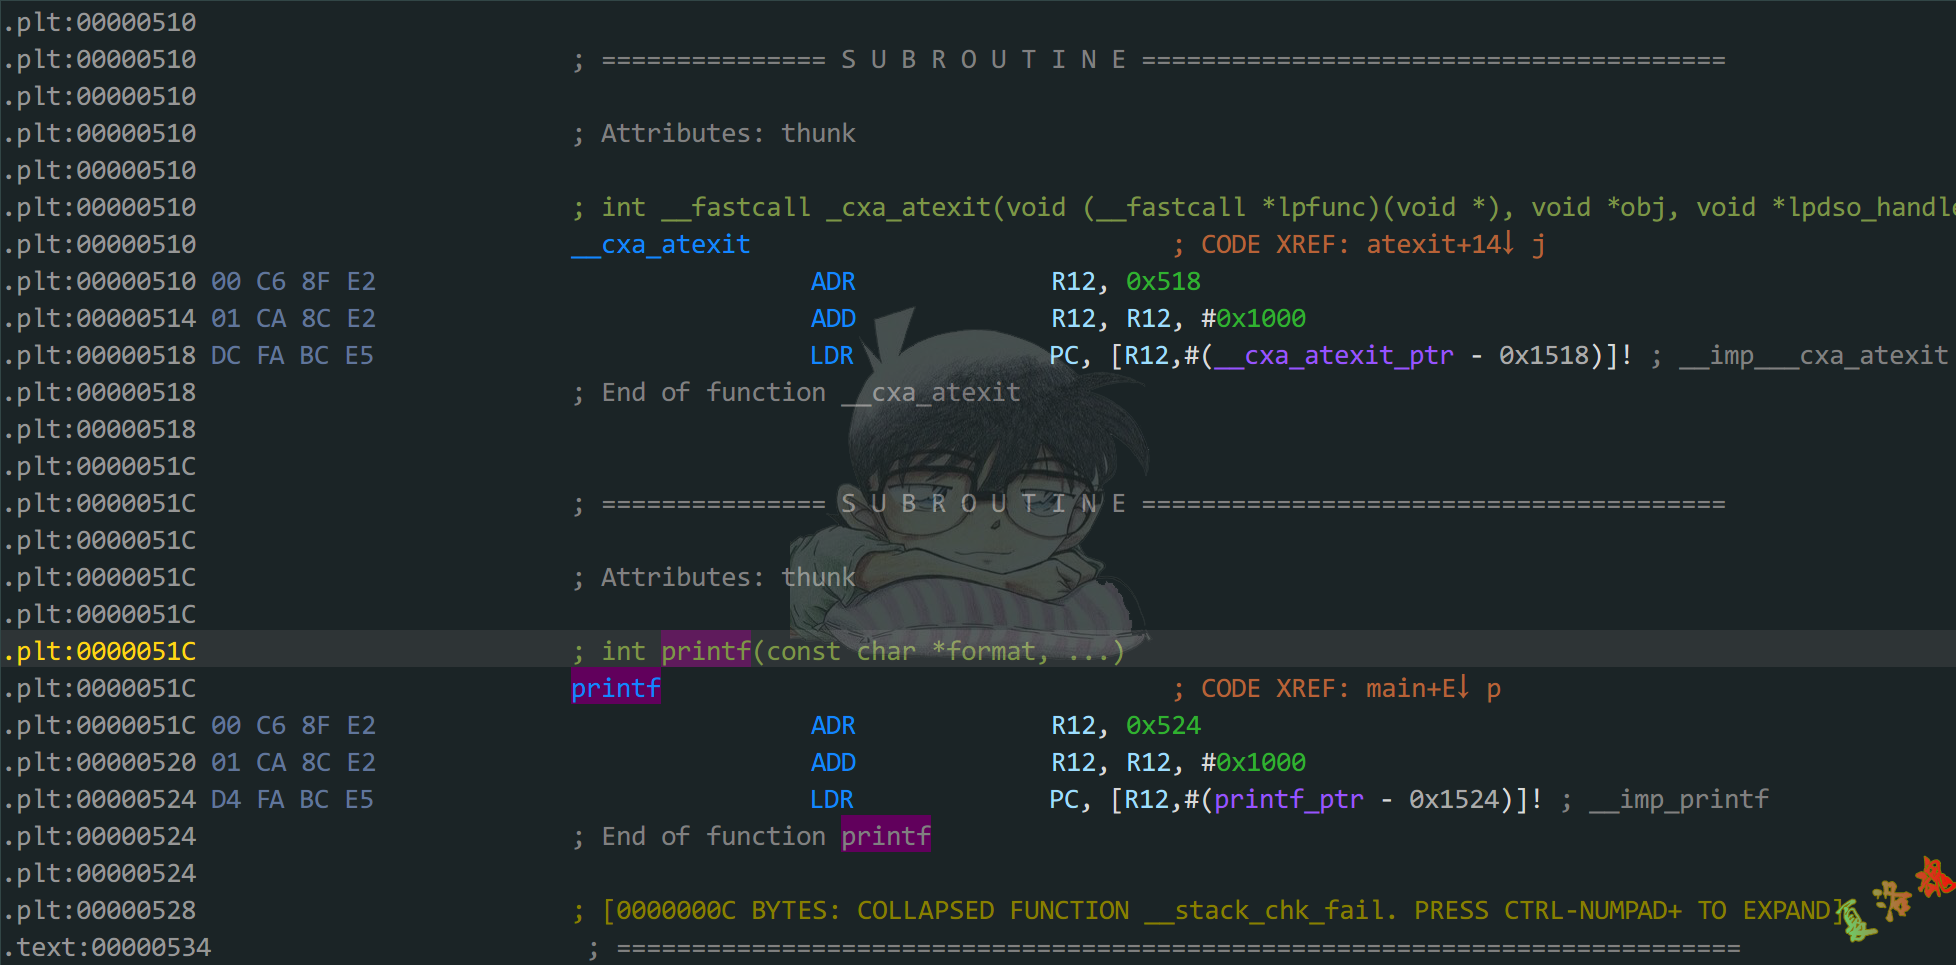 .plt:00000510
.plt:00000510 ; =============== S U B R O U T I N E =======================================
.plt:00000510
.plt:00000510 ; Attributes: thunk
.plt:00000510
.plt:00000510 ; int __fastcall _cxa_atexit(void (__fastcall *lpfunc)(void *), void *obj, void *lpdso_handle
.plt:00000510 __cxa_atexit ; CODE XREF: atexit+14↓ j
.plt:00000510 00 C6 8F E2 ADR R12, 0x518
.plt:00000514 01 CA 8C E2 ADD R12, R12, #0x1000
.plt:00000518 DC FA BC E5 LDR PC, [R12,#(__cxa_atexit_ptr - 0x1518)]! ; __imp___cxa_atexit
.plt:00000518 ; End of function __cxa_atexit
.plt:00000518
.plt:0000051C
.plt:0000051C ; =============== S U B R O U T I N E =======================================
.plt:0000051C
.plt:0000051C ; Attributes: thunk
.plt:0000051C
.plt:0000051C ; int printf(const char *format, ...)
.plt:0000051C printf ; CODE XREF: main+E↓ p
.plt:0000051C 00 C6 8F E2 ADR R12, 0x524
.plt:00000520 01 CA 8C E2 ADD R12, R12, #0x1000
.plt:00000524 D4 FA BC E5 LDR PC, [R12,#(printf_ptr - 0x1524)]! ; __imp_printf
.plt:00000524 ; End of function printf
.plt:00000524
.plt:00000528 ; [0000000C BYTES: COLLAPSED FUNCTION __stack_chk_fail. PRESS CTRL-NUMPAD+ TO EXPAND]
.text:00000534 ; ===========================================================================
夏洛